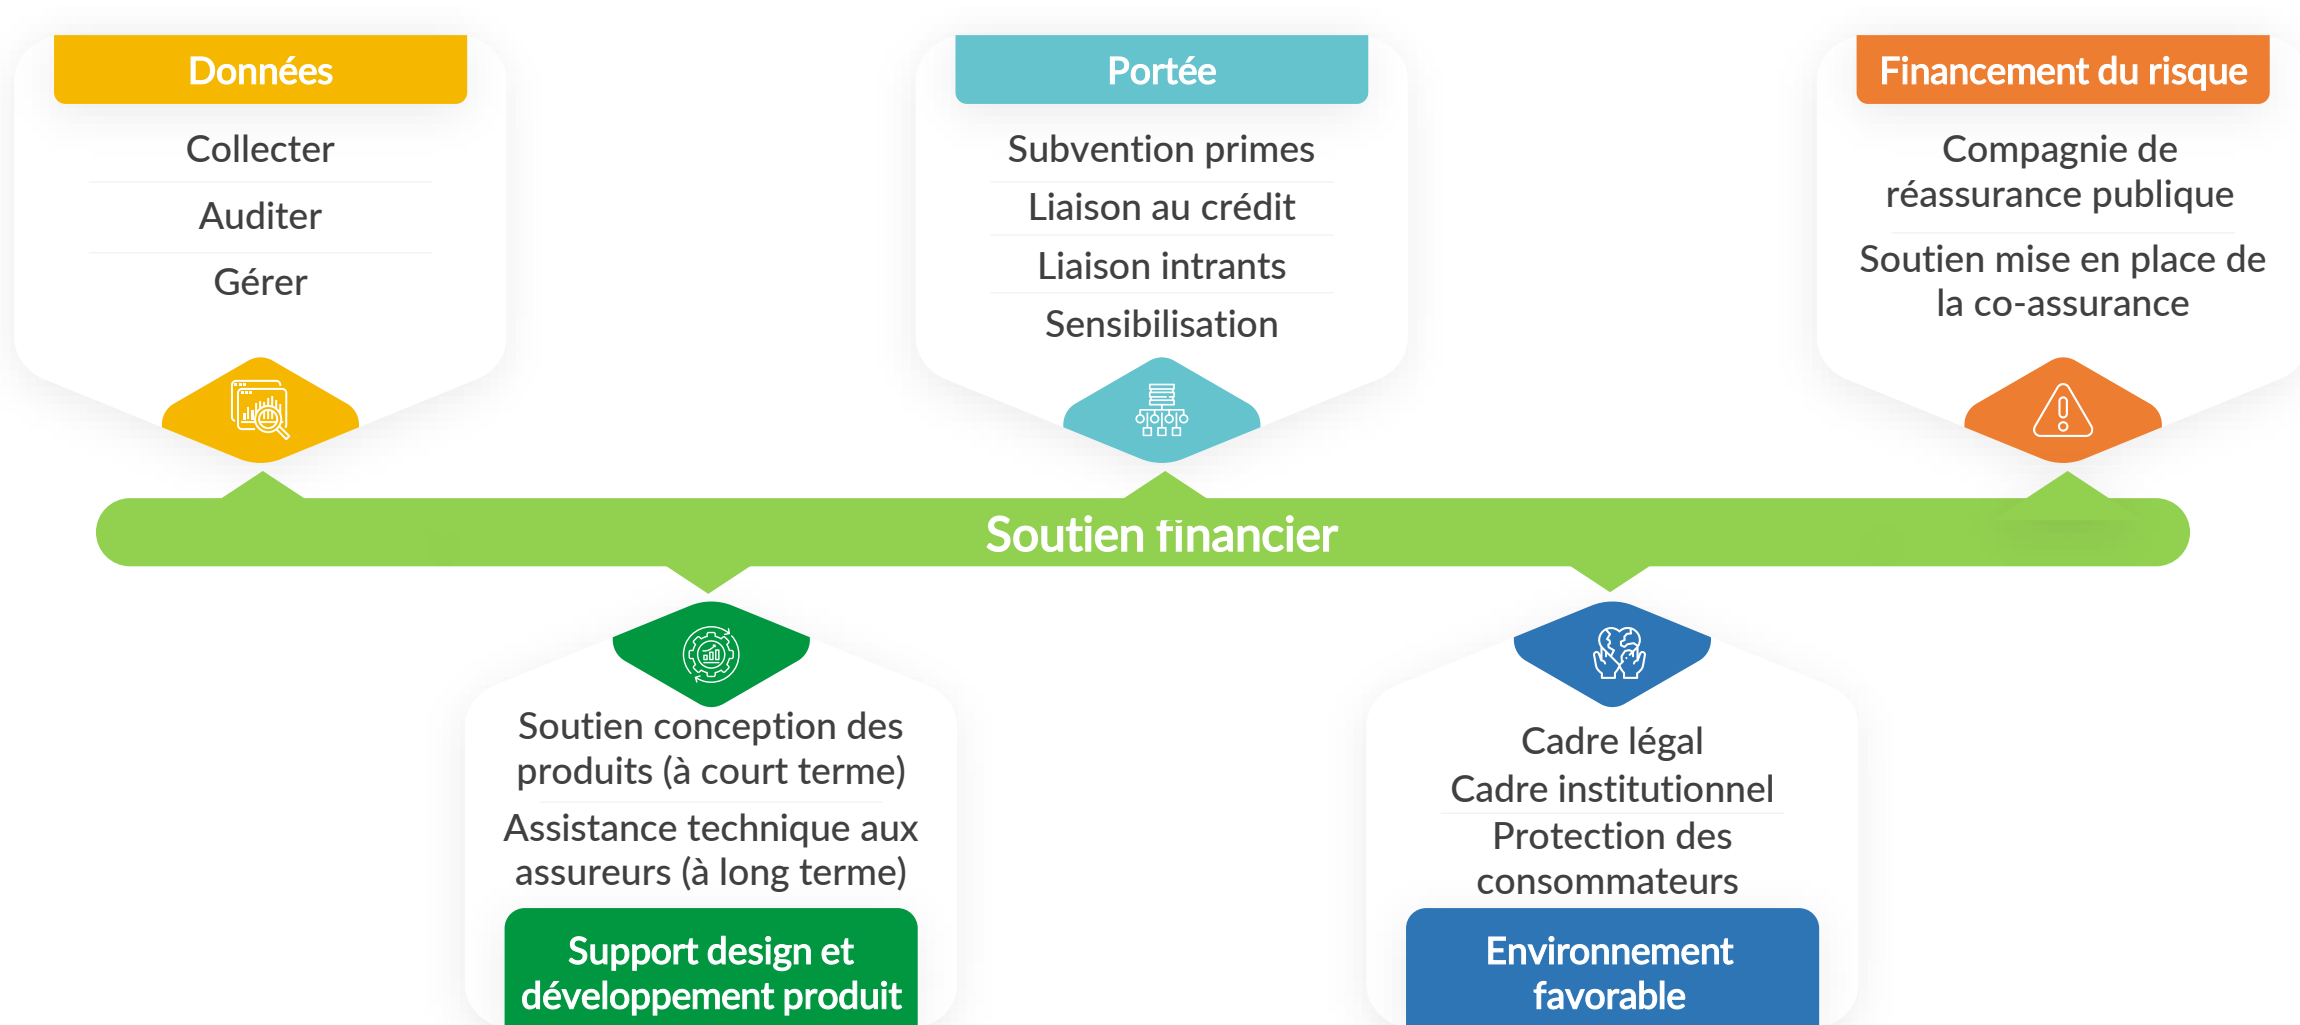 Données
Collecter
Auditer
Gérer
Portée
Subvention primes
Liaison au crédit
Liaison intrants
Sensibilisation
Financement du risque
Compagnie de
réassurance publique
Soutien mise en place de
la co-assurance
Soutien financier
Soutien conception des
produits (à court terme)
Assistance technique aux
assureurs (à long terme)
Support design et
développement produit
Cadre légal
Cadre institutionnel
Protection des
consommateurs
Environnement
favorable